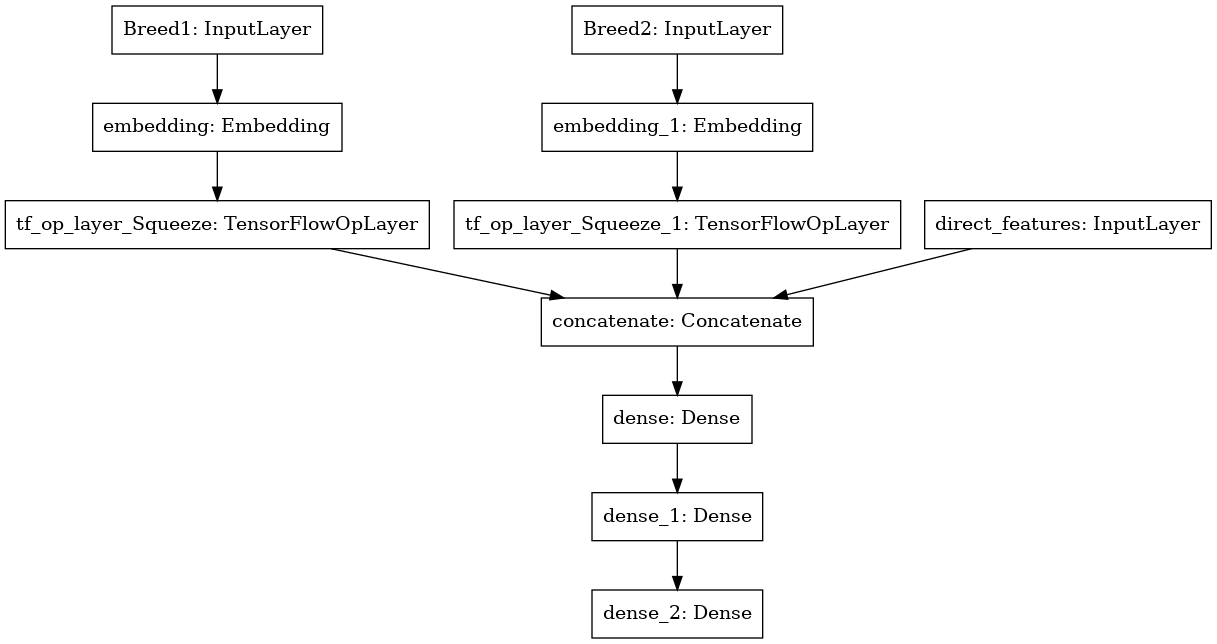 Breed1: InputLayer
Breed2: InputLayer
embedding: Embedding
embedding_1: Embedding
tf_op_layer_Squeeze: TensorFlowOpLayer
tf_op_layer_Squeeze_1: TensorFlowOpLayer
direct_features: InputLayer
concatenate: Concatenate
dense: Dense
dense_1: Dense
dense_2: Dense